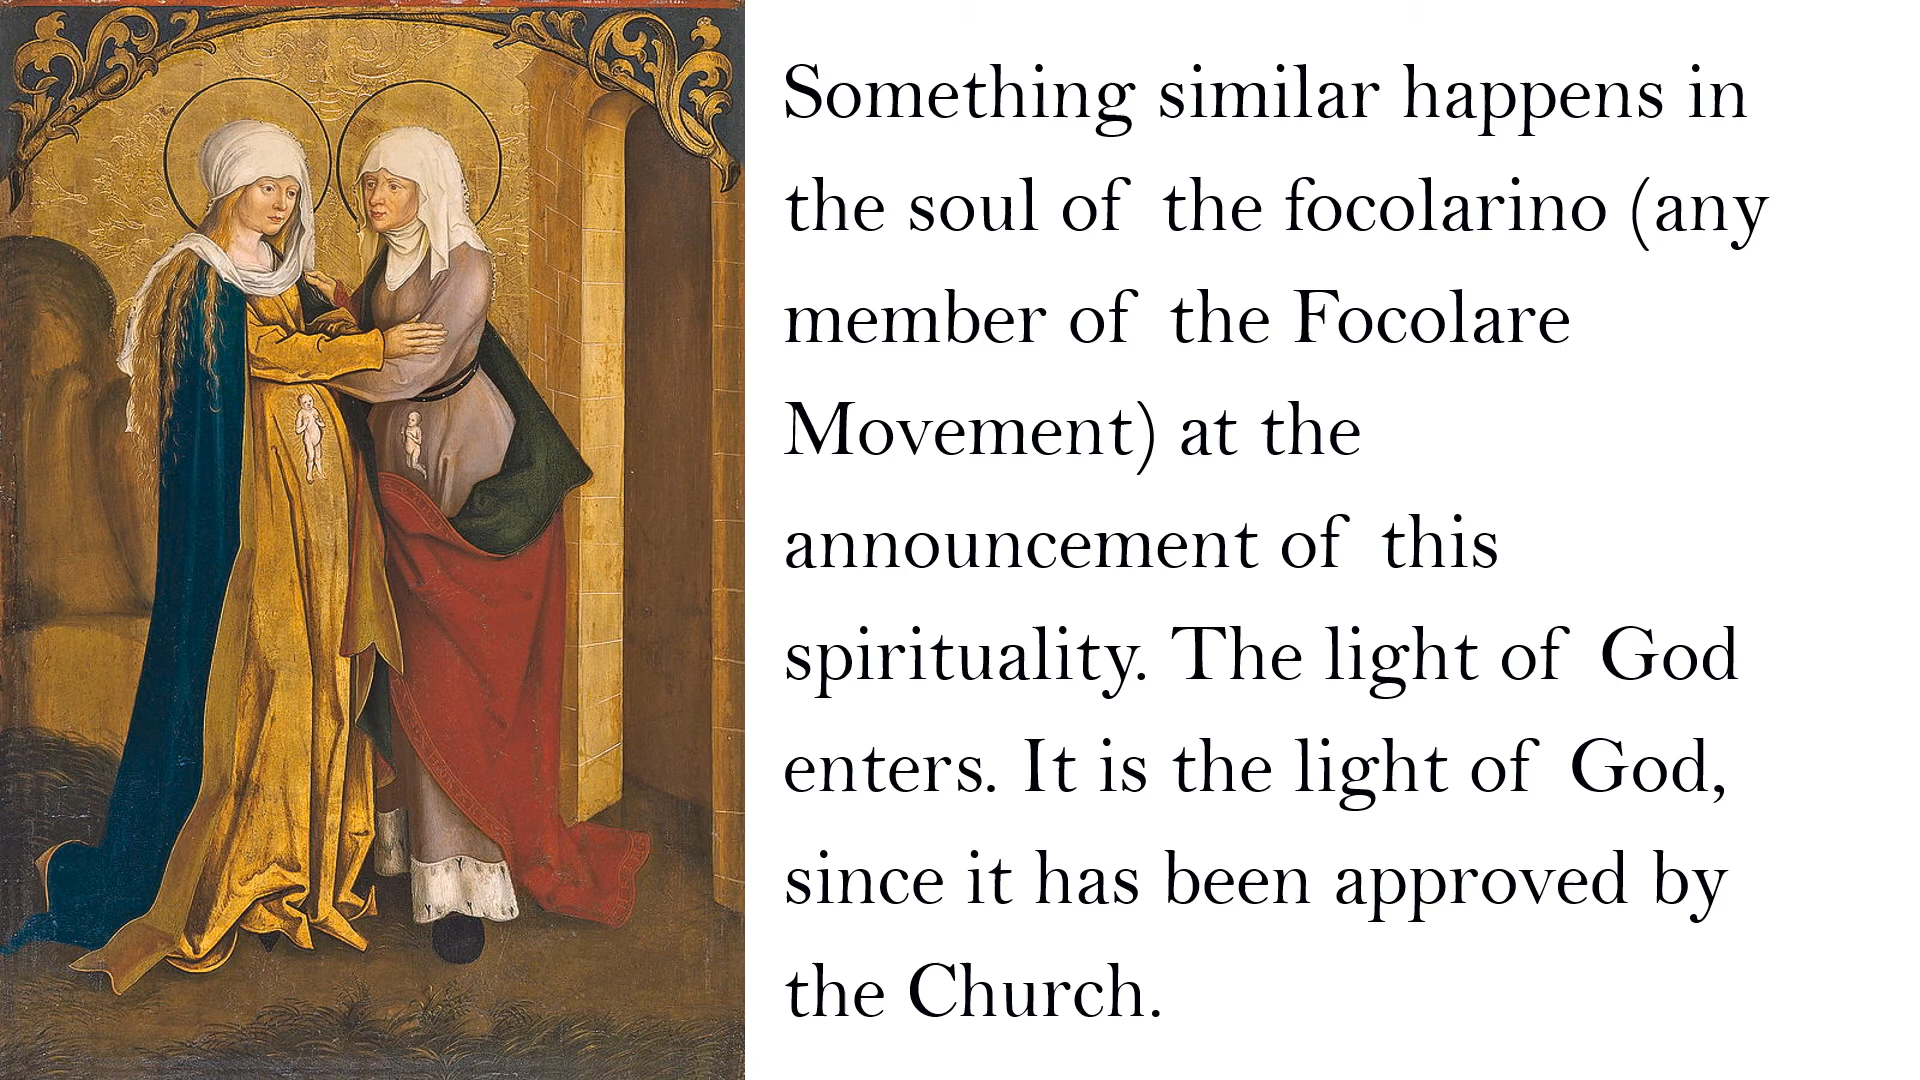 Something similar happens in
the soul of the focolarino (any
member of the Focolare
Movement) at the
announcement of this
spirituality. The light of God
enters. It is the light of God,
since it has been approved by
the Church.